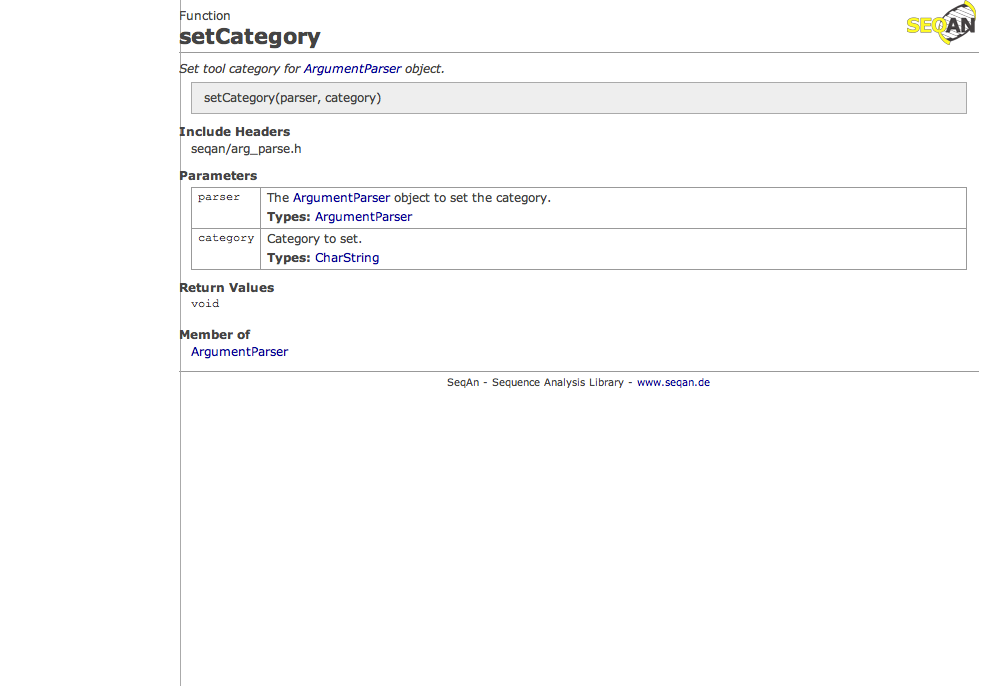 Function
SEQAN
setCategory
Set tool category for ArgumentParser object.
setCategory(parser, category)
Include Headers
seqan/arg_parse.h
Parameters
parser The ArgumentParser object to set the category.
Types: ArgumentParser
category Category to set.
Types: CharString
Return Values
void
Member of
ArgumentParser
SeqAn - Sequence Analysis Library - www.seqan.de